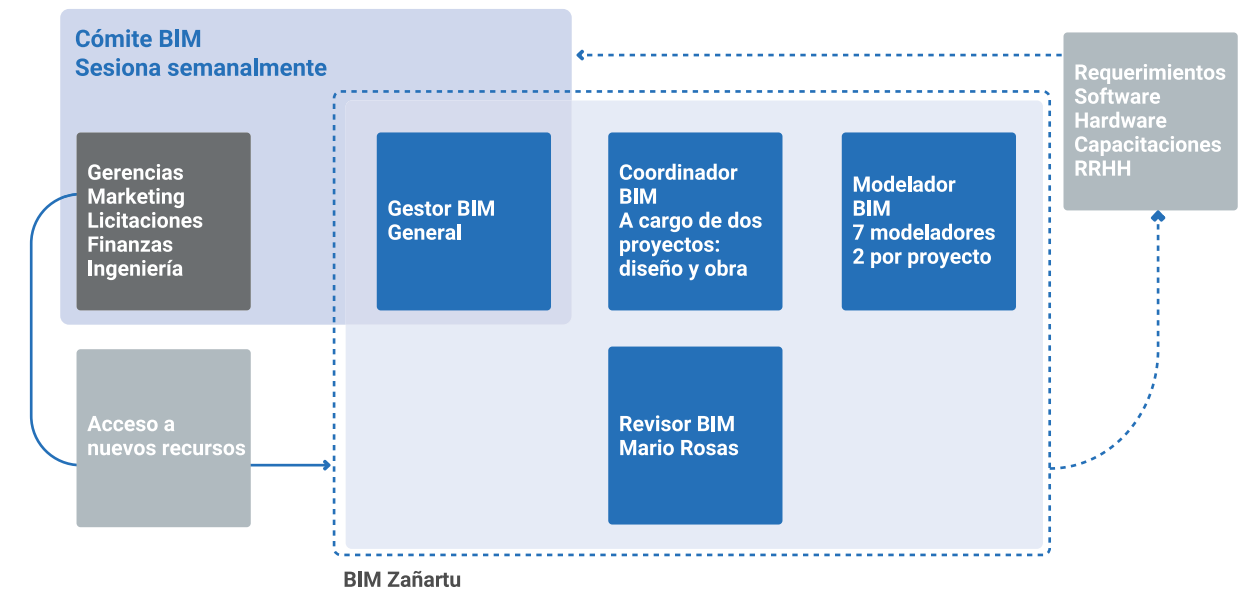 Cómite BIM
Sesiona semanalmente
Gerencias
Marketing
Licitaciones
Finanzas
Ingeniería
Gestor BIM
General
Coordinador
BIM
A cargo de dos
proyectos:
diseño y obra
Modelador
BIM
7 modeladores
2 por proyecto
Requerimientos
Software
Hardware
Capacitaciones
RRHH
Acceso a
nuevos recursos
Revisor BIM
Mario Rosas
BIM Zañartu